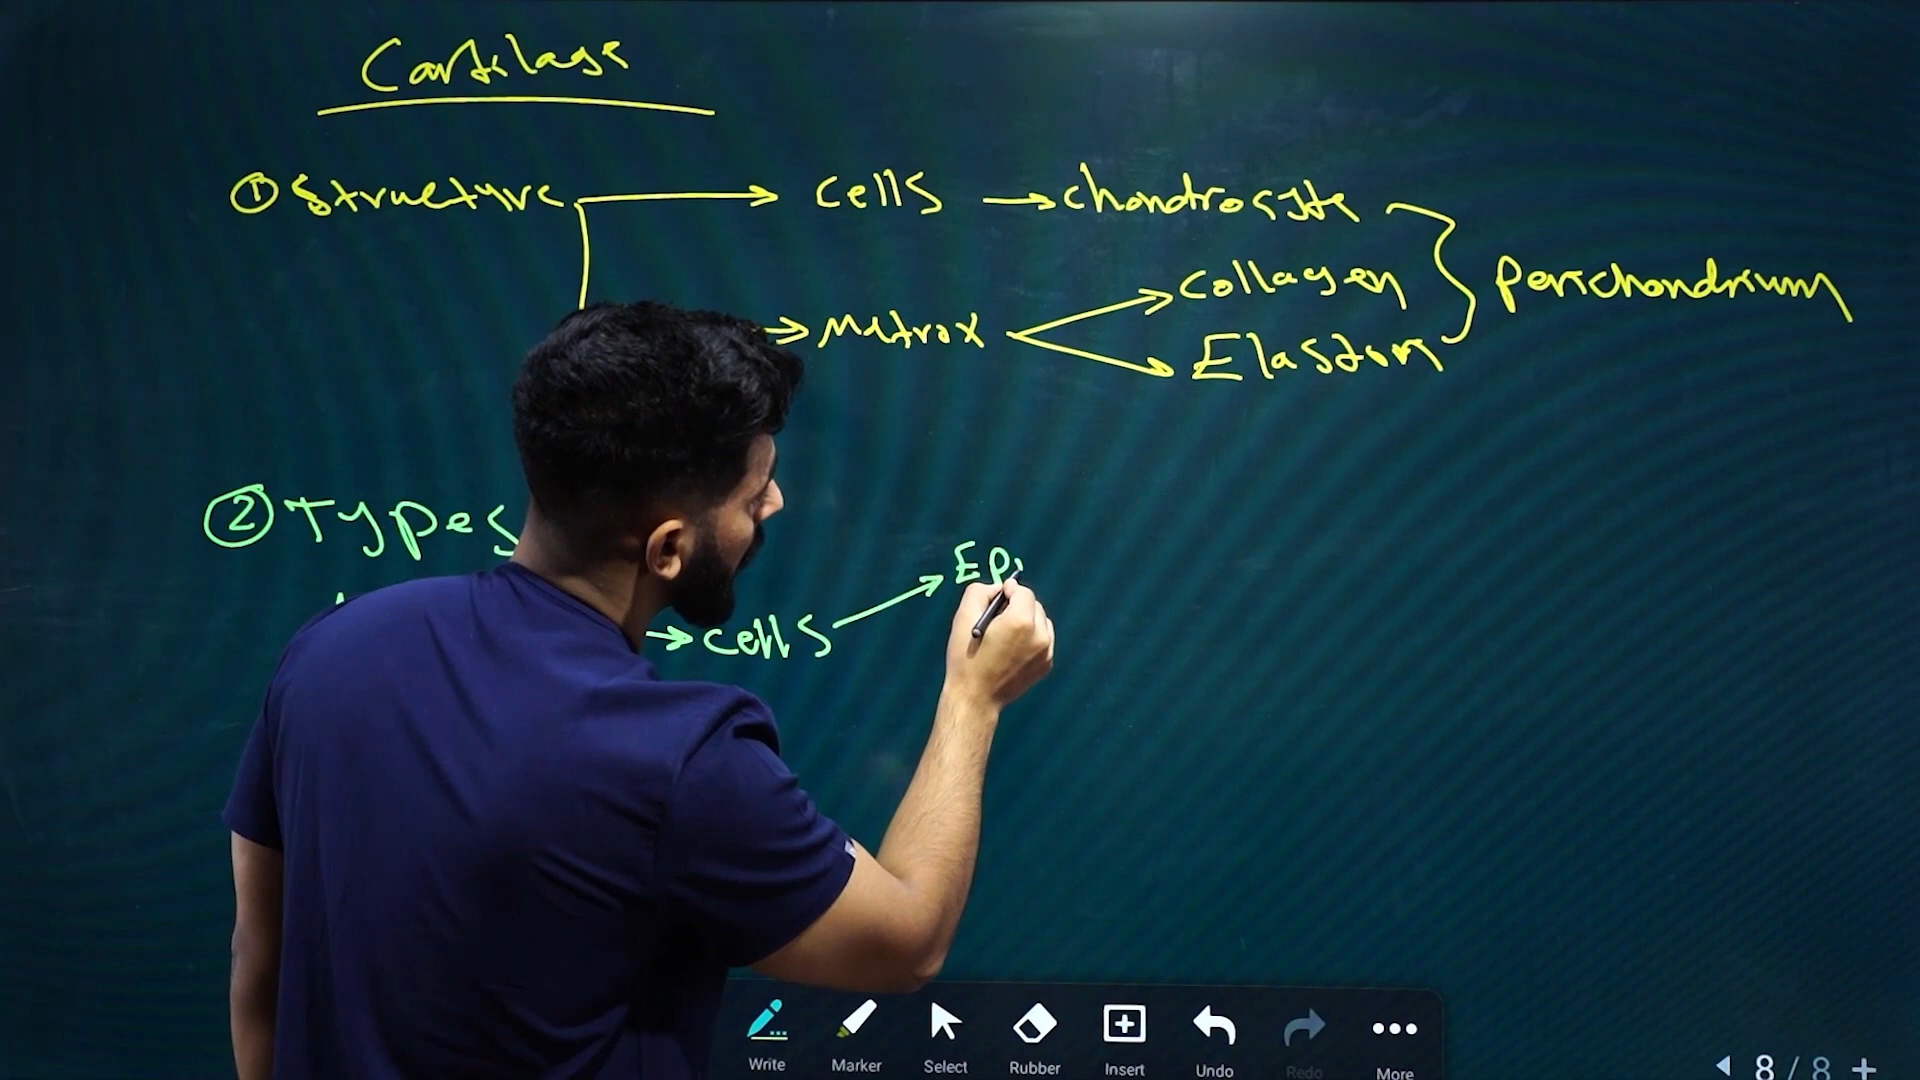 Cartilage
① Structure → cells → chondrocyte
collagen
Perichondrium
→ Matrix
Elastin
② Types
Ep
→ cells
Write Marker Select Rubber Insert Undo Redo More
8 / 8